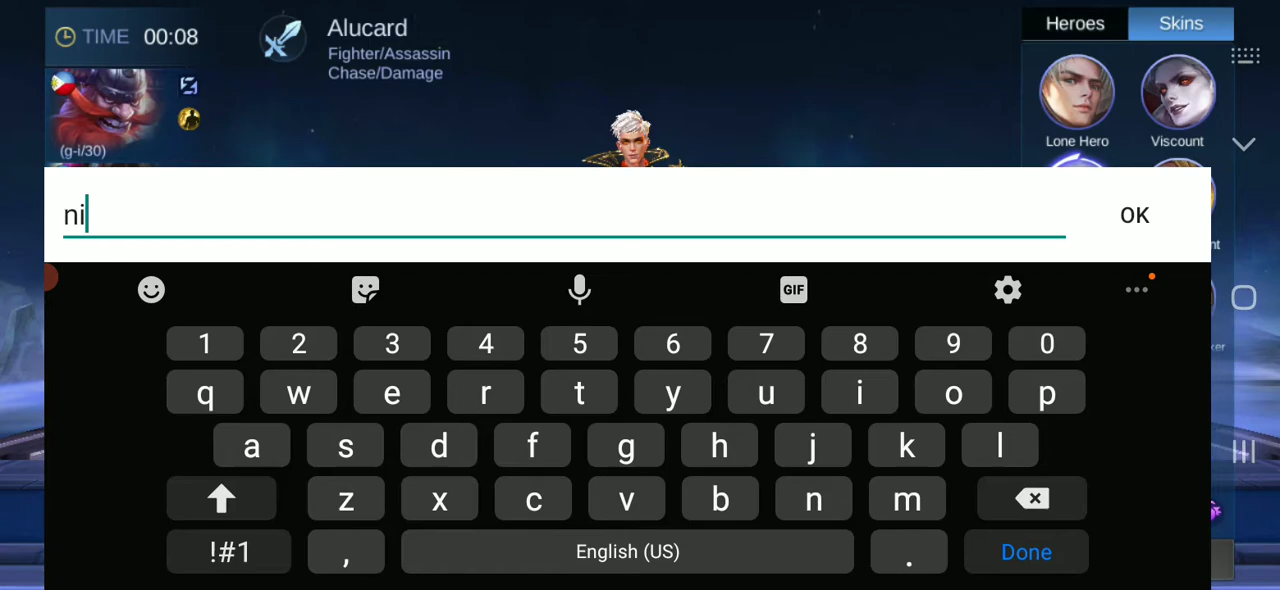 TIME 00:08
Alucard
Fighter/Assassin
Chase/Damage
Heroes Skins
(g-i/30)
Lone Hero Viscount
ni
OK
GIF
1 2 3 4 5 6 7 8 9 0
q w e r t y u i o p
a s d f g h j k l
z x c v b n m
!#1 , English (US) . Done